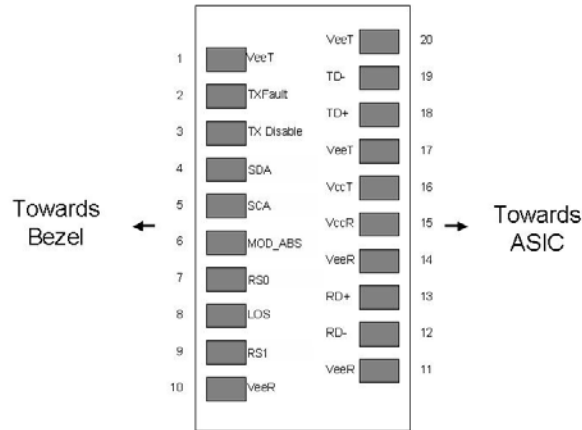 VeeT 20
1 VeeT
TD- 19
2 TXFault
TD+ 18
3 TX Disable
VeeT 17
4 SDA
VccT 16
5 SCA
VccR 15
Towards
Bezel
Towards
ASIC
6 MOD_ABS
VeeR 14
7 RS0
RD+ 13
8 LOS
RD- 12
9 RS1
VeeR 11
10 VeeR